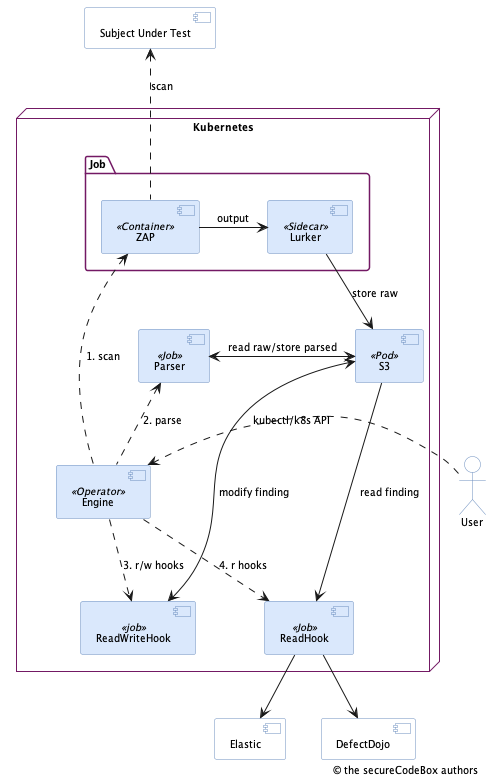 Subject Under Test
scan
Kubernetes
Job
«Container»
ZAP
output
«Sidecar»
Lurker
store raw
1. scan
«Job»
Parser
read raw/store parsed
«Pod»
S3
2. parse
kubectl/k8s API
«Operator»
Engine
modify finding
read finding
User
3. r/w hooks
4. r hooks
«job»
ReadWriteHook
«Job»
ReadHook
Elastic
DefectDojo
© the secureCodeBox authors